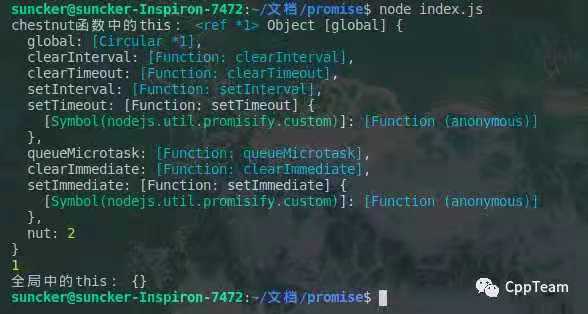 suncker@suncker-Inspiron-7472:~/文档/promise$ node index.js
chestnut函数中的this： <ref *1> Object [global] {
  global: [Circular *1],
  clearInterval: [Function: clearInterval],
  clearTimeout: [Function: clearTimeout],
  setInterval: [Function: setInterval],
  setTimeout: [Function: setTimeout] {
    [Symbol(nodejs.util.promisify.custom)]: [Function (anonymous)]
  },
  queueMicrotask: [Function: queueMicrotask],
  clearImmediate: [Function: clearImmediate],
  setImmediate: [Function: setImmediate] {
    [Symbol(nodejs.util.promisify.custom)]: [Function (anonymous)]
  },
  nut: 2
}
1
全局中的this： {}
suncker@suncker-Inspiron-7472:~/文档/promise$
CppTeam